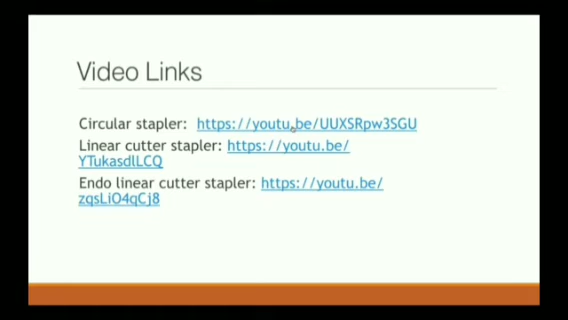 Video Links
Circular stapler: https://youtu.be/UUXSRpw3SGU
Linear cutter stapler: https://youtu.be/
YTukasdlLCQ
Endo linear cutter stapler: https://youtu.be/
zqsLiO4qCj8